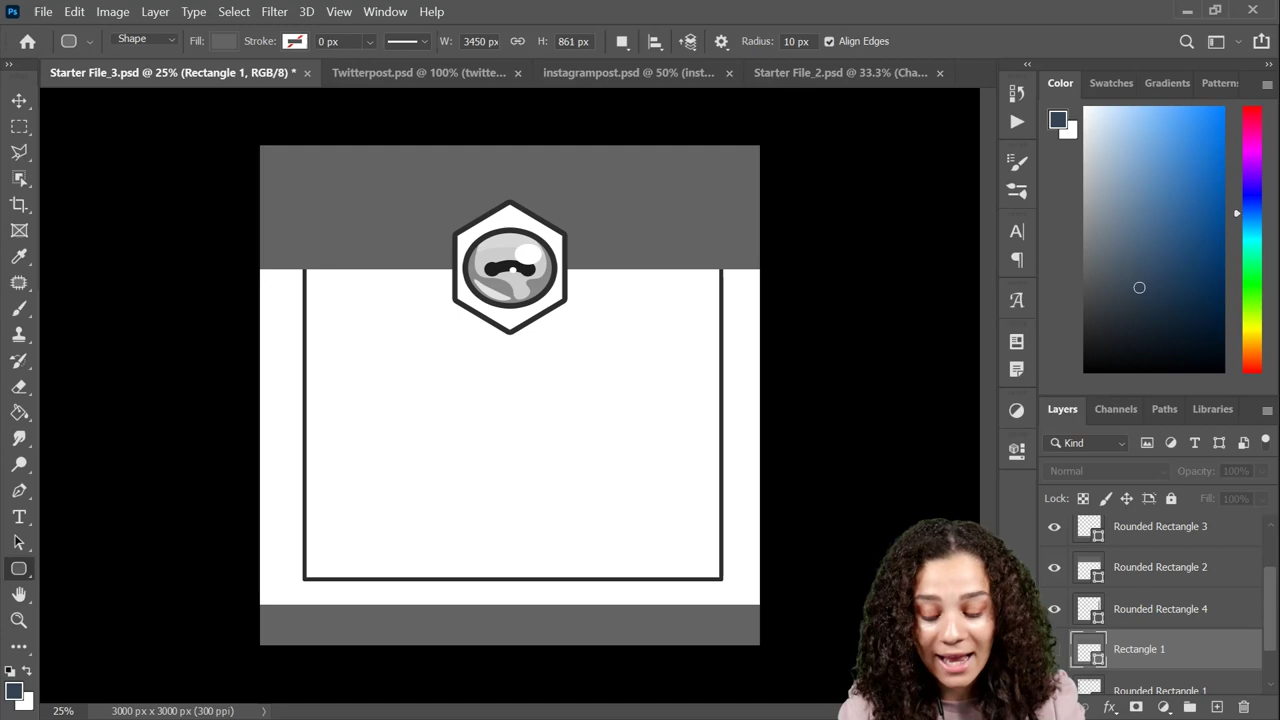 Ps File Edit Image Layer Type Select Filter 3D View Window Help
Shape Fill: Stroke: 0 px W: 3450 px H: 861 px Radius: 10 px Align Edges
Starter File_3.psd @ 25% (Rectangle 1, RGB/8) * × Twitterpost.psd @ 100% (twitte... × instagrampost.psd @ 50% (inst... × Starter File_2.psd @ 33.3% (Cha... ×
Color Swatches Gradients Patterns
Layers Channels Paths Libraries
Kind
Normal Opacity: 100%
Lock: Fill: 100%
Rounded Rectangle 3
Rounded Rectangle 2
Rounded Rectangle 4
Rectangle 1
Rounded Rectangle 1
25% 3000 px x 3000 px (300 ppi)